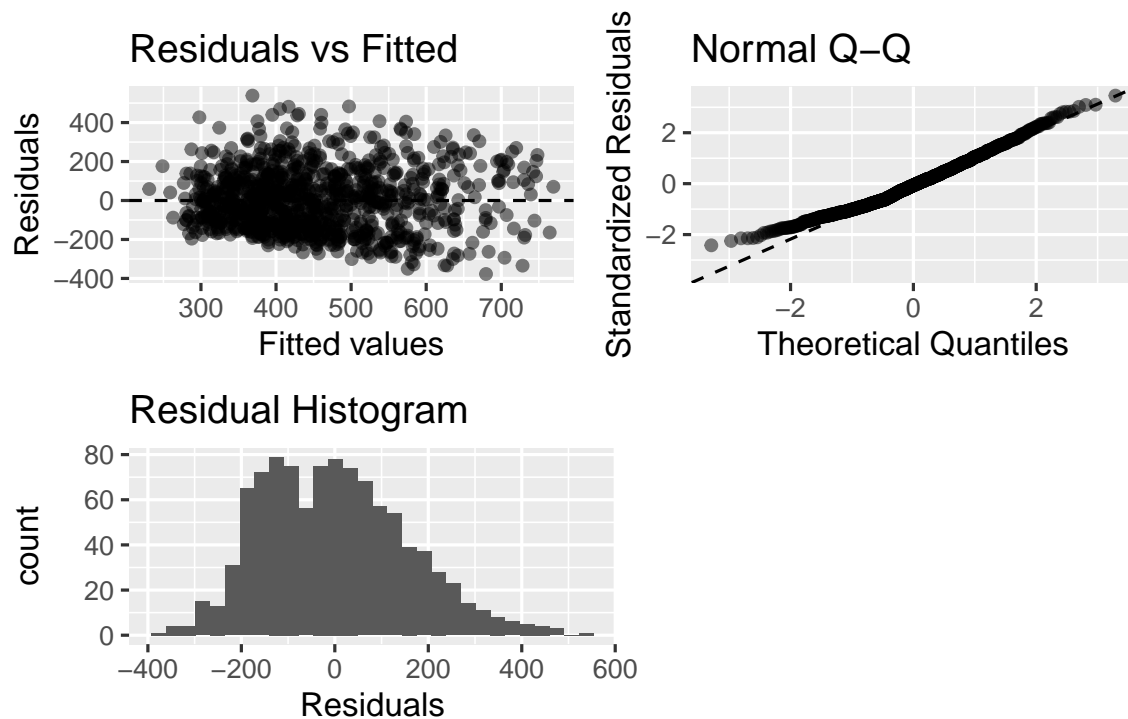 Residuals vs Fitted
Residuals
400
200
0
−200
−400
300 400 500 600 700
Fitted values
Normal Q−Q
Standardized Residuals
2
0
−2
−2 0 2
Theoretical Quantiles
Residual Histogram
count
80
60
40
20
0
−400 −200 0 200 400 600
Residuals